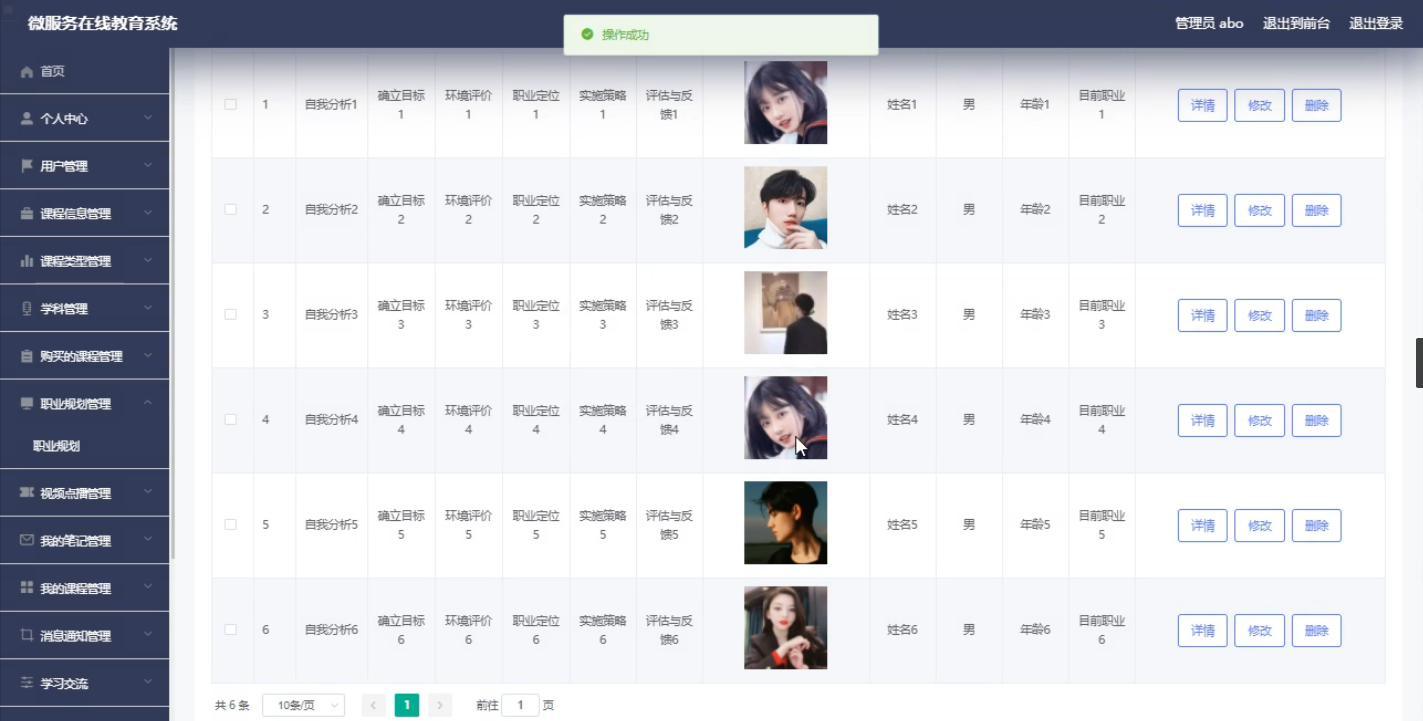 微服务在线教育系统
管理员 abo 退出到前台 退出登录
操作成功
首页
个人中心
用户管理
课程信息管理
课程类型管理
学科管理
购买的课程管理
职业规划管理
职业规划
视频点播管理
我的笔记管理
我的课程管理
消息通知管理
学习交流
1 自我分析1 确立目标1 环境评价1 职业定位1 实施策略1 评估与反馈1 姓名1 男 年龄1 目前职业1 详情 修改 删除
2 自我分析2 确立目标2 环境评价2 职业定位2 实施策略2 评估与反馈2 姓名2 男 年龄2 目前职业2 详情 修改 删除
3 自我分析3 确立目标3 环境评价3 职业定位3 实施策略3 评估与反馈3 姓名3 男 年龄3 目前职业3 详情 修改 删除
4 自我分析4 确立目标4 环境评价4 职业定位4 实施策略4 评估与反馈4 姓名4 男 年龄4 目前职业4 详情 修改 删除
5 自我分析5 确立目标5 环境评价5 职业定位5 实施策略5 评估与反馈5 姓名5 男 年龄5 目前职业5 详情 修改 删除
6 自我分析6 确立目标6 环境评价6 职业定位6 实施策略6 评估与反馈6 姓名6 男 年龄6 目前职业6 详情 修改 删除
共 6 条 10条/页 1 前往 1 页